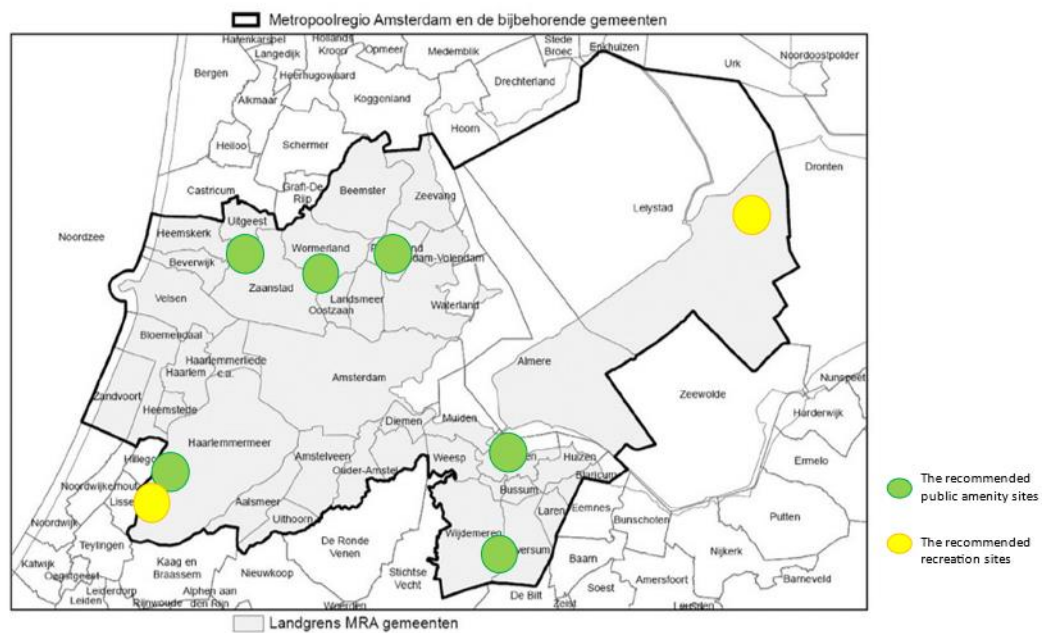 Metropoolregio Amsterdam en de bijbehorende gemeenten
Harenkarspel
Langedijk
Hollands
Kroon
Opmeer
Medemblik
Stede
Broec
Enkhuizen
Urk
Noordoostpolder
Bergen
Heerhugowaard
Drechterland
Alkmaar
Koggenland
Hoorn
Heiloo
Schermer
Dronten
Castricum
Graft-De
Rijp
Beemster
Zeevang
Lelystad
Noordzee
Uitgeest
Heemskerk
Wormerland
dam-Volendam
Beverwijk
Zaanstad
Velsen
Landsmeer
Oostzaan
Waterland
Bloemendaal
Haarlemmerliede
c.a.
Haarlem
Amsterdam
Almere
Zandvoort
Heemstede
Zeewolde
Nunspeet
Diemen
Muiden
Harderwijk
Haarlemmermeer
Amstelveen
Ouder-Amstel
Weesp
Huizen
Blaricum
Ermelo
Noordwijkerhout
Lisse
Aalsmeer
Uithoorn
Bussum
Laren
Eemnes
Bunschoten
Putten
Noordwijk
Teylingen
Wijdemeren
De Ronde
Venen
Katwijk
Oegstgeest
Kaag en
Braassem
Nieuwkoop
Stichtse
Vecht
Baarn
Nijkerk
Leiderdorp
Leiden
Rijnwoude
Alphen aan
den Rijn
Woerden
De Bilt
Zeist
Soest
Amersfoort
Leusden
Barneveld
The recommended
public amenity sites
The recommended
recreation sites
Landgrens MRA gemeenten